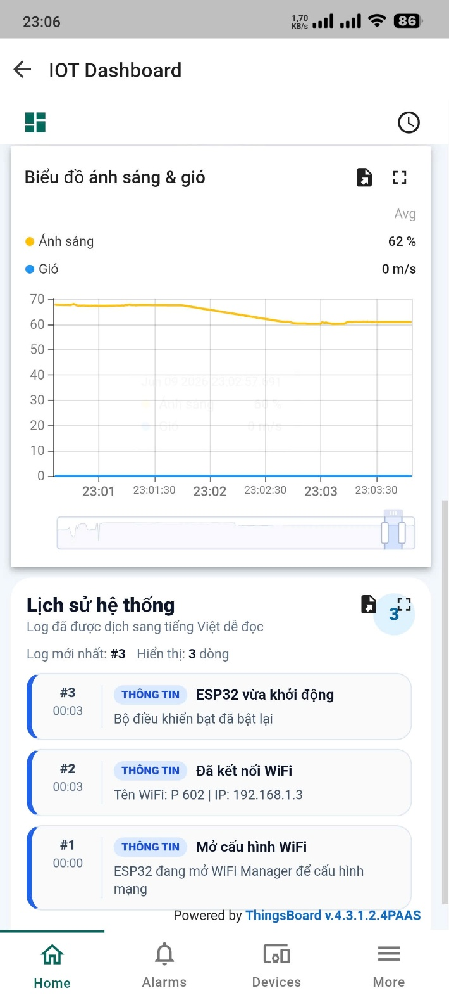 23:06
1,70
KB/s
86
IOT Dashboard
Biểu đồ ánh sáng & gió
Avg
Ánh sáng 62 %
Gió 0 m/s
70
60
50
40
30
20
10
0
Jun 09 2026 23:02:57.691
Ánh sáng 60 %
Gió 0 m/s
23:01 23:01:30 23:02 23:02:30 23:03 23:03:30
Lịch sử hệ thống
3
Log đã được dịch sang tiếng Việt dễ đọc
Log mới nhất: #3 Hiển thị: 3 dòng
#3
00:03
THÔNG TIN ESP32 vừa khởi động
Bộ điều khiển bạt đã bật lại
#2
00:03
THÔNG TIN Đã kết nối WiFi
Tên WiFi: P 602 | IP: 192.168.1.3
#1
00:00
THÔNG TIN Mở cấu hình WiFi
ESP32 đang mở WiFi Manager để cấu hình
mạng
Powered by ThingsBoard v.4.3.1.2.4PAAS
Home Alarms Devices More